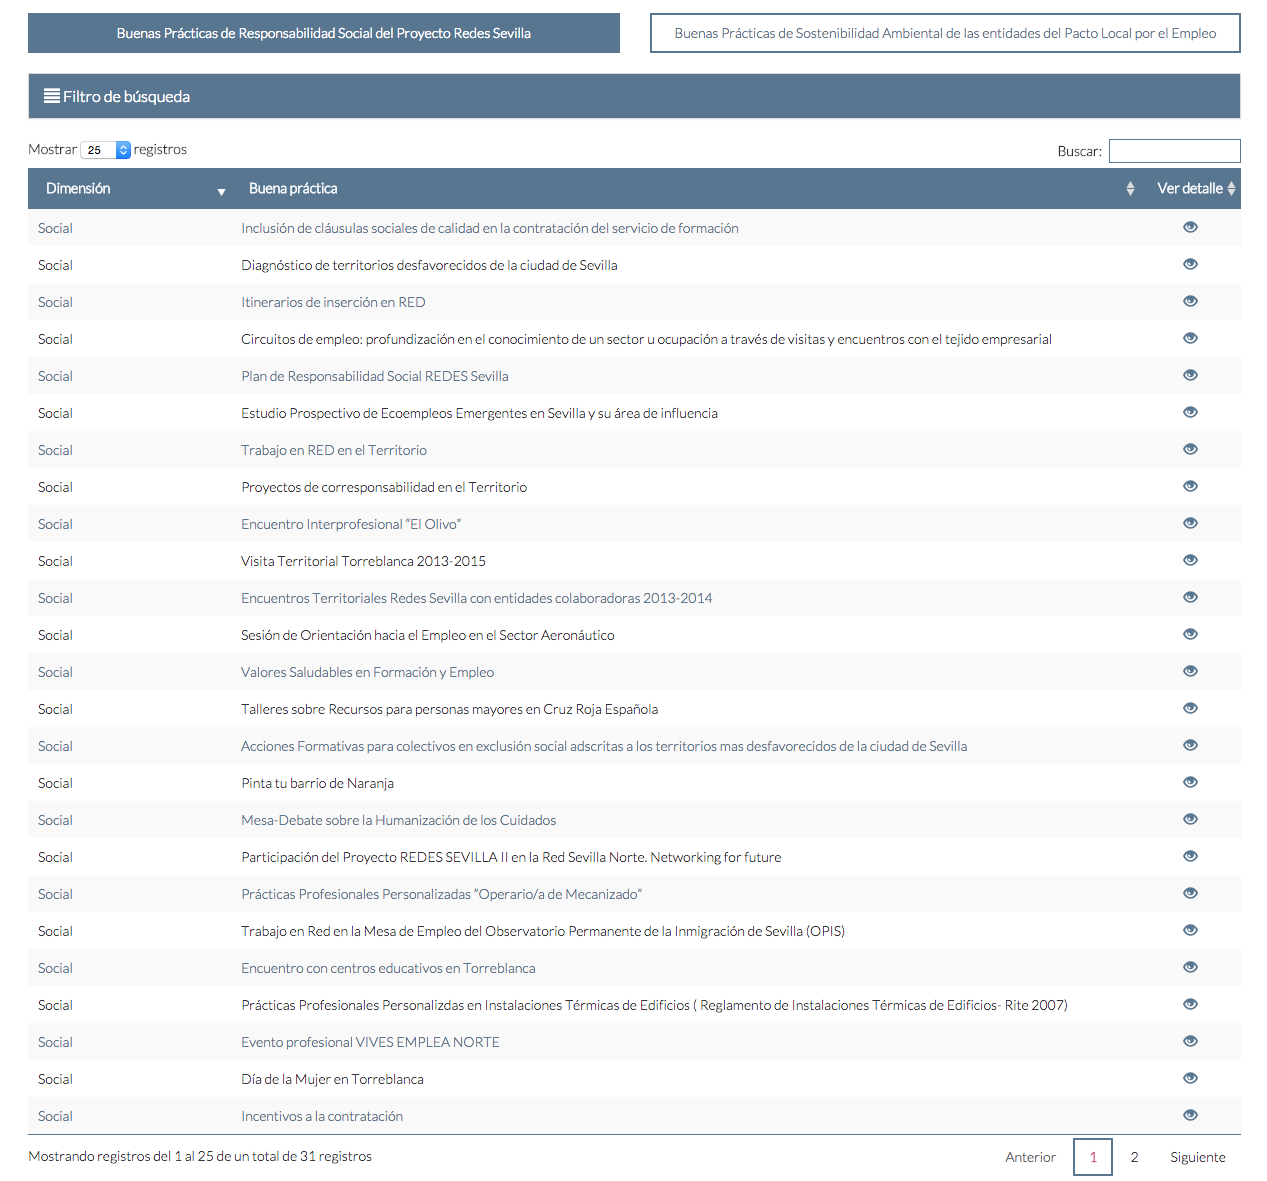 Buenas Prácticas de Responsabilidad Social del Proyecto Redes Sevilla
Buenas Prácticas de Sostenibilidad Ambiental de las entidades del Pacto Local por el Empleo
Filtro de búsqueda
Mostrar 25 registros
Buscar:
Dimensión Buena práctica Ver detalle
Social Inclusión de cláusulas sociales de calidad en la contratación del servicio de formación
Social Diagnóstico de territorios desfavorecidos de la ciudad de Sevilla
Social Itinerarios de inserción en RED
Social Circuitos de empleo: profundización en el conocimiento de un sector u ocupación a través de visitas y encuentros con el tejido empresarial
Social Plan de Responsabilidad Social REDES Sevilla
Social Estudio Prospectivo de Ecoempleos Emergentes en Sevilla y su área de influencia
Social Trabajo en RED en el Territorio
Social Proyectos de corresponsabilidad en el Territorio
Social Encuentro Interprofesional “El Olivo”
Social Visita Territorial Torreblanca 2013-2015
Social Encuentros Territoriales Redes Sevilla con entidades colaboradoras 2013-2014
Social Sesión de Orientación hacia el Empleo en el Sector Aeronáutico
Social Valores Saludables en Formación y Empleo
Social Talleres sobre Recursos para personas mayores en Cruz Roja Española
Social Acciones Formativas para colectivos en exclusión social adscritas a los territorios mas desfavorecidos de la ciudad de Sevilla
Social Pinta tu barrio de Naranja
Social Mesa-Debate sobre la Humanización de los Cuidados
Social Participación del Proyecto REDES SEVILLA II en la Red Sevilla Norte. Networking for future
Social Prácticas Profesionales Personalizadas ”Operario/a de Mecanizado”
Social Trabajo en Red en la Mesa de Empleo del Observatorio Permanente de la Inmigración de Sevilla (OPIS)
Social Encuentro con centros educativos en Torreblanca
Social Prácticas Profesionales Personalizdas en Instalaciones Térmicas de Edificios ( Reglamento de Instalaciones Térmicas de Edificios- Rite 2007)
Social Evento profesional VIVES EMPLEA NORTE
Social Día de la Mujer en Torreblanca
Social Incentivos a la contratación
Mostrando registros del 1 al 25 de un total de 31 registros
Anterior 1 2 Siguiente